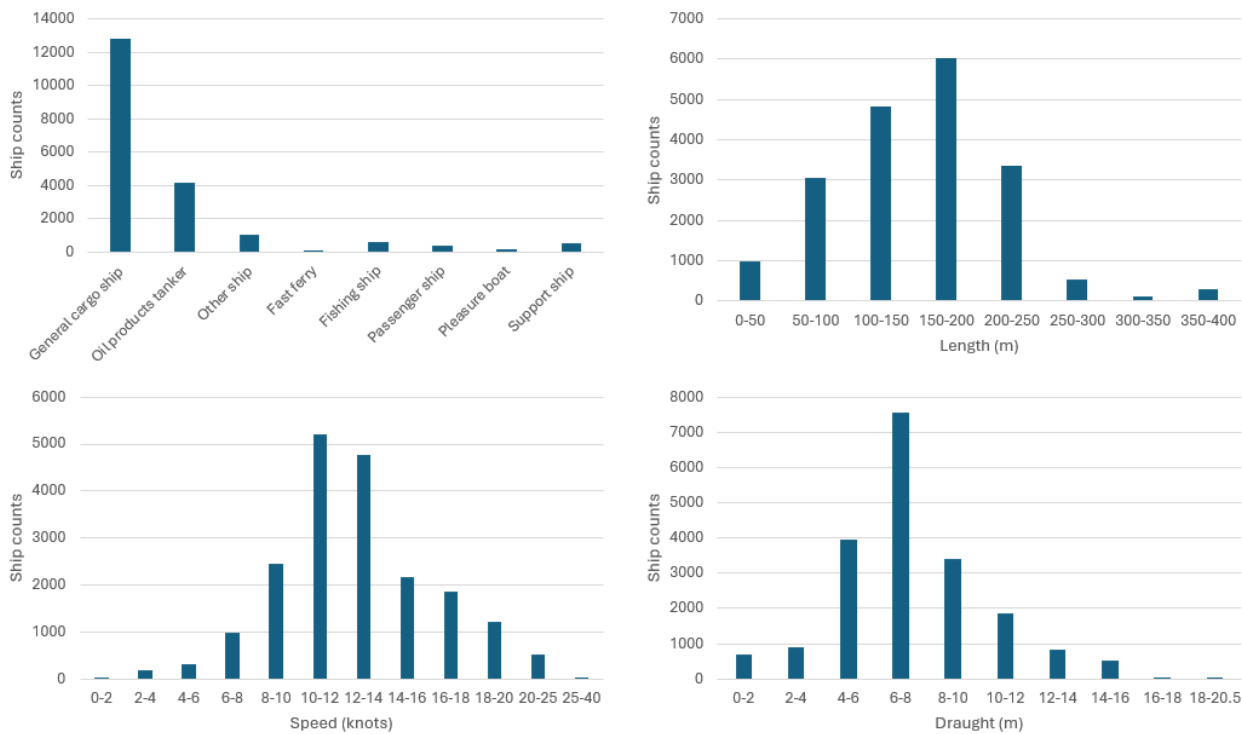 Ship counts
14000
12000
10000
8000
6000
4000
2000
0
General cargo ship
Oil products tanker
Other ship
Fast ferry
Fishing ship
Passenger ship
Pleasure boat
Support ship
Ship counts
7000
6000
5000
4000
3000
2000
1000
0
0-50 50-100 100-150 150-200 200-250 250-300 300-350 350-400
Length (m)
Ship counts
6000
5000
4000
3000
2000
1000
0
0-2 2-4 4-6 6-8 8-10 10-12 12-14 14-16 16-18 18-20 20-25 25-40
Speed (knots)
Ship counts
8000
7000
6000
5000
4000
3000
2000
1000
0
0-2 2-4 4-6 6-8 8-10 10-12 12-14 14-16 16-18 18-20.5
Draught (m)